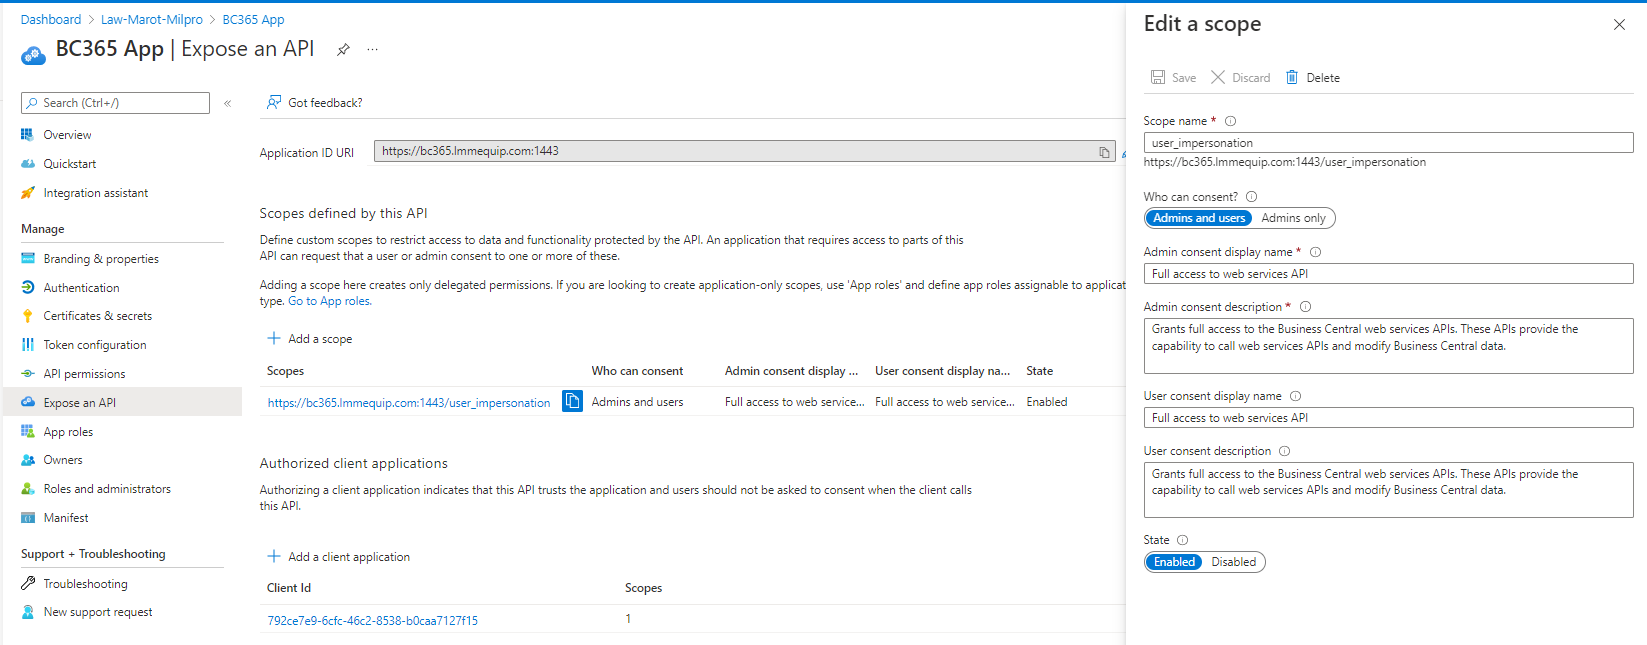 Dashboard > Law-Marot-Milpro > BC365 App
BC365 App | Expose an API
Search (Ctrl+/)
«
Overview
Quickstart
Integration assistant
Manage
Branding & properties
Authentication
Certificates & secrets
Token configuration
API permissions
Expose an API
App roles
Owners
Roles and administrators
Manifest
Support + Troubleshooting
Troubleshooting
New support request
Got feedback?
Application ID URI
https://bc365.lmmequip.com:1443
Scopes defined by this API
Define custom scopes to restrict access to data and functionality protected by the API. An application that requires access to parts of this
API can request that a user or admin consent to one or more of these.
Adding a scope here creates only delegated permissions. If you are looking to create application-only scopes, use 'App roles' and define app roles assignable to applicat
type. Go to App roles.
Add a scope
Scopes Who can consent Admin consent display ... User consent display na... State
https://bc365.lmmequip.com:1443/user_impersonation Admins and users Full access to web service... Full access to web service... Enabled
Authorized client applications
Authorizing a client application indicates that this API trusts the application and users should not be asked to consent when the client calls
this API.
Add a client application
Client Id Scopes
792ce7e9-6cfc-46c2-8538-b0caa7127f15 1
Edit a scope
Save Discard Delete
Scope name *
user_impersonation
https://bc365.lmmequip.com:1443/user_impersonation
Who can consent?
Admins and users Admins only
Admin consent display name *
Full access to web services API
Admin consent description *
Grants full access to the Business Central web services APIs. These APIs provide the
capability to call web services APIs and modify Business Central data.
User consent display name
Full access to web services API
User consent description
Grants full access to the Business Central web services APIs. These APIs provide the
capability to call web services APIs and modify Business Central data.
State
Enabled Disabled